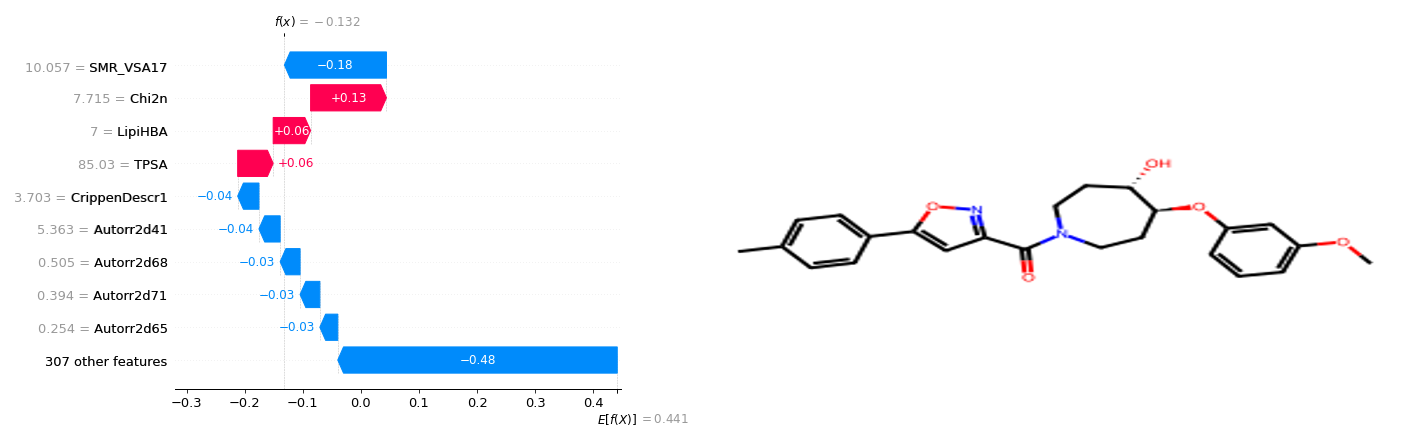 f(x) = −0.132
10.057 = SMR_VSA17
−0.18
7.715 = Chi2n
+0.13
7 = LipiHBA
+0.06
85.03 = TPSA
+0.06
3.703 = CrippenDescr1
−0.04
5.363 = Autorr2d41
−0.04
0.505 = Autorr2d68
−0.03
0.394 = Autorr2d71
−0.03
0.254 = Autorr2d65
−0.03
307 other features
−0.48
−0.3 −0.2 −0.1 0.0 0.1 0.2 0.3 0.4
E[f(X)] = 0.441
OH
O
N
O
O
N
O
O